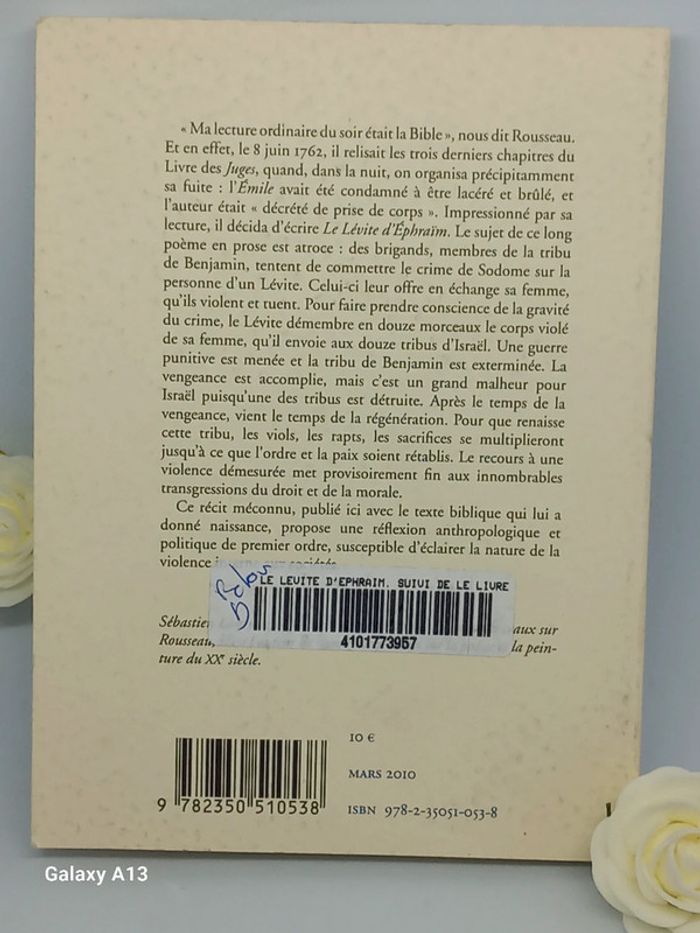 « Ma lecture ordinaire du soir était la Bible », nous dit Rousseau.
Et en effet, le 8 juin 1762, il relisait les trois derniers chapitres du
Livre des Juges, quand, dans la nuit, on organisa précipitamment
sa fuite : l'Émile avait été condamné à être lacéré et brûlé, et
l'auteur était « décrété de prise de corps ». Impressionné par sa
lecture, il décida d'écrire Le Lévite d'Éphraïm. Le sujet de ce long
poème en prose est atroce : des brigands, membres de la tribu
de Benjamin, tentent de commettre le crime de Sodome sur la
personne d'un Lévite. Celui-ci leur offre en échange sa femme,
qu'ils violent et tuent. Pour faire prendre conscience de la gravité
du crime, le Lévite démembre en douze morceaux le corps violé
de sa femme, qu'il envoie aux douze tribus d'Israël. Une guerre
punitive est menée et la tribu de Benjamin est exterminée. La
vengeance est accomplie, mais c'est un grand malheur pour
Israël puisqu'une des tribus est détruite. Après le temps de la
vengeance, vient le temps de la régénération. Pour que renaisse
cette tribu, les viols, les rapts, les sacrifices se multiplieront
jusqu'à ce que l'ordre et la paix soient rétablis. Le recours à une
violence démesurée met provisoirement fin aux innombrables
transgressions du droit et de la morale.
Ce récit méconnu, publié ici avec le texte biblique qui lui a
donné naissance, propose une réflexion anthropologique et
politique de premier ordre, susceptible d'éclairer la nature de la
violence
LE LEVITE D'EPHRAIM. SUIVI DE LE LIVRE
4101773957
Sébastien aux sur
Rousseau, la pein-
ture du XXe siècle.
10 €
MARS 2010
9 782350 510538
ISBN 978-2-35051-053-8
Galaxy A13